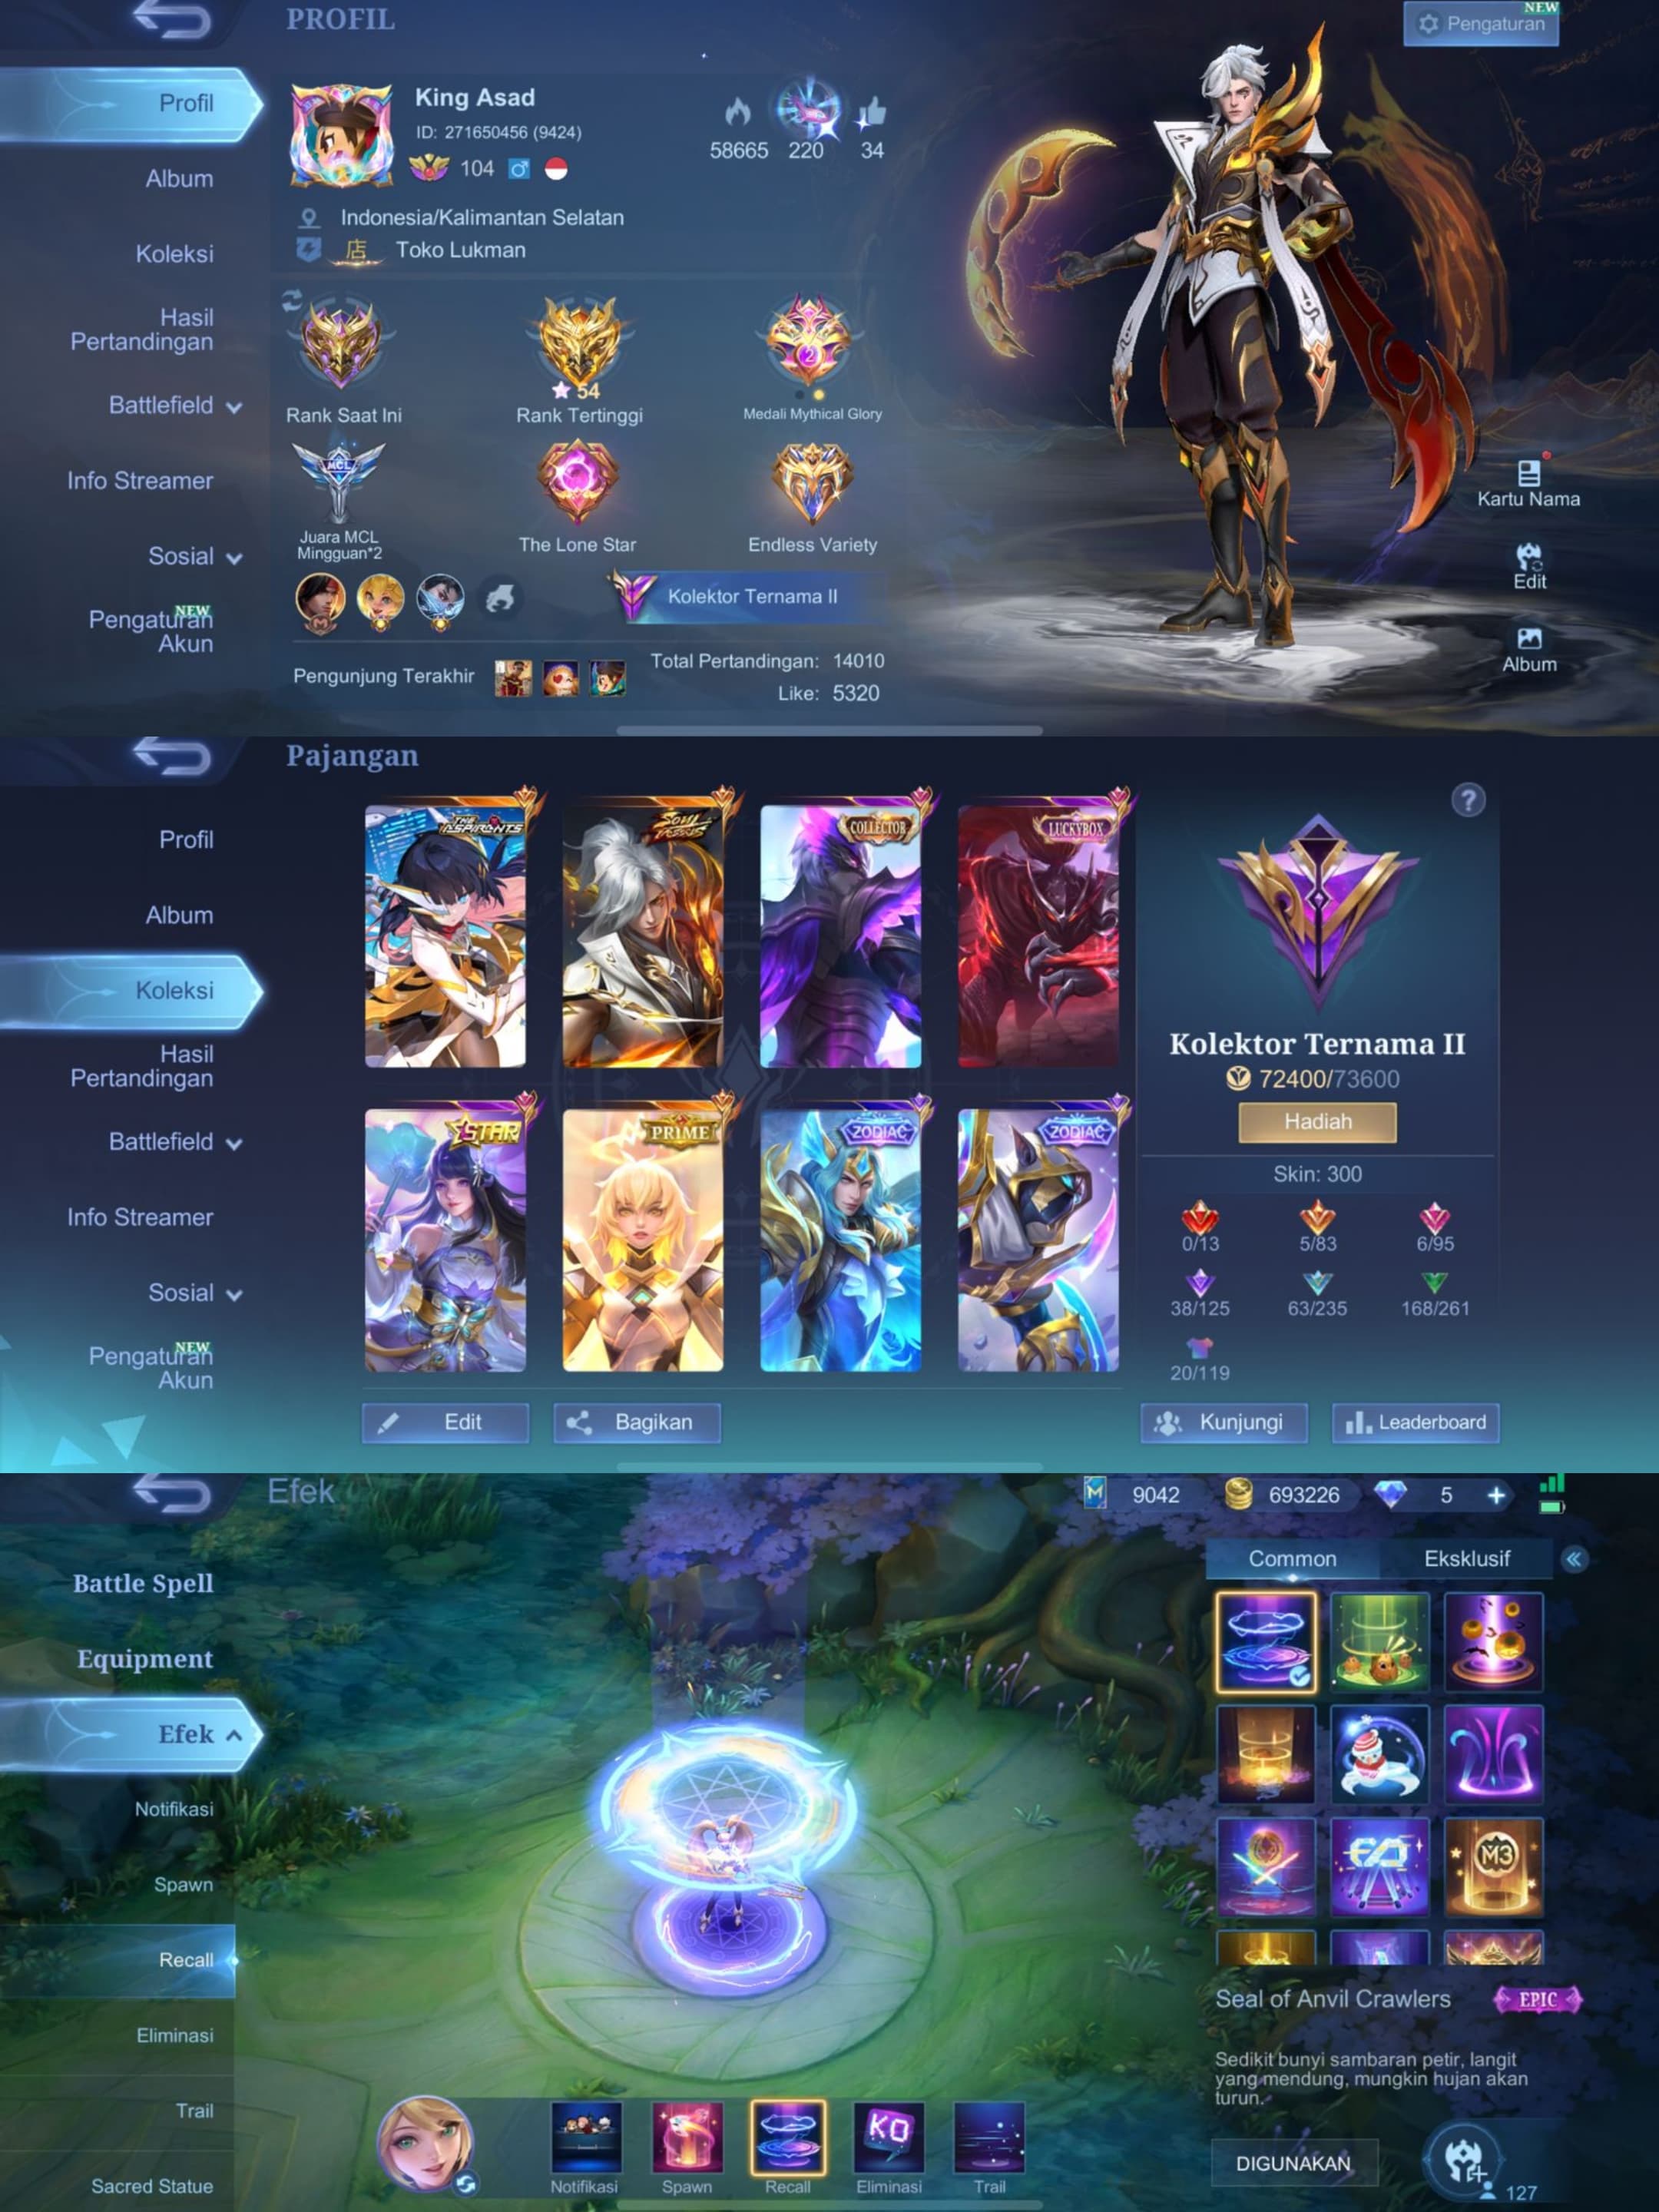 PROFIL
NEW
Pengaturan
Profil
Album
Koleksi
Hasil
Pertandingan
Battlefield
Info Streamer
Sosial
NEW
Pengaturan
Akun
King Asad
ID: 271650456 (9424)
104
58665
220
34
Indonesia/Kalimantan Selatan
店
Toko Lukman
Rank Saat Ini
54
Rank Tertinggi
2
Medali Mythical Glory
MCL
Juara MCL
Mingguan*2
The Lone Star
Endless Variety
M
Kolektor Ternama II
Pengunjung Terakhir
Total Pertandingan: 14010
Like: 5320
Kartu Nama
Edit
Album
Pajangan
Profil
Album
Koleksi
Hasil
Pertandingan
Battlefield
Info Streamer
Sosial
NEW
Pengaturan
Akun
THE ASPIRANTS
SOUL VESSELS
COLLECTOR
LUCKYBOX
STAR
PRIME
ZODIAC
ZODIAC
Edit
Bagikan
?
Kolektor Ternama II
72400/73600
Hadiah
Skin: 300
0/13
5/83
6/95
38/125
63/235
168/261
20/119
Kunjungi
Leaderboard
Efek
M
9042
693226
5
+
Battle Spell
Equipment
Efek
Notifikasi
Spawn
Recall
Eliminasi
Trail
Sacred Statue
Common
Eksklusif
M3
Seal of Anvil Crawlers
EPIC
Sedikit bunyi sambaran petir, langit
yang mendung, mungkin hujan akan
turun.
KO
Notifikasi
Spawn
Recall
Eliminasi
Trail
DIGUNAKAN
127